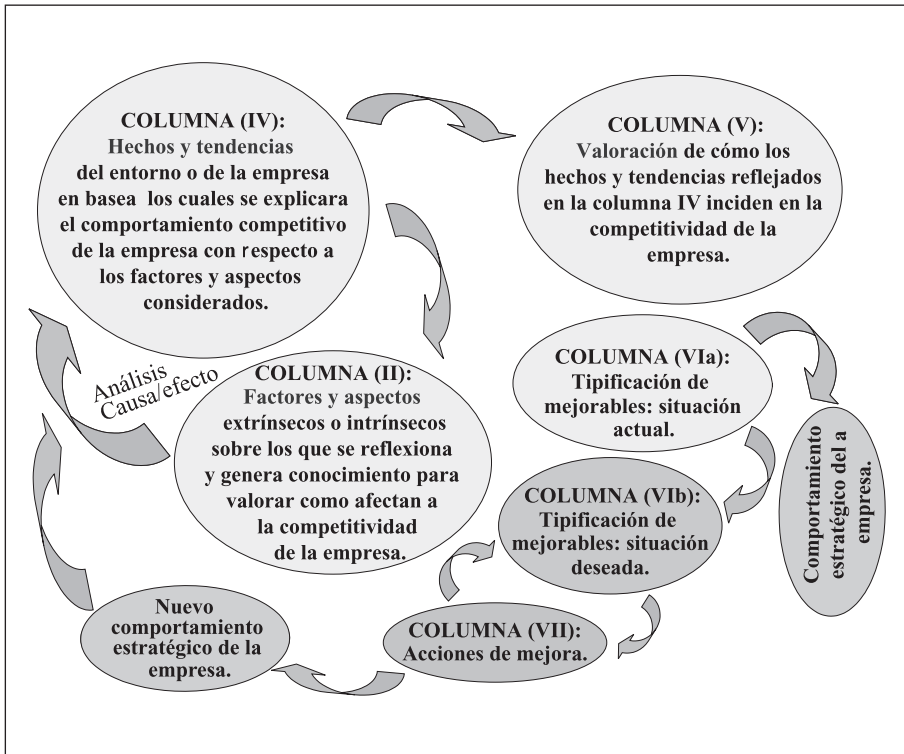 COLUMNA (IV):
Hechos y tendencias
del entorno o de la empresa
en basea los cuales se explicara
el comportamiento competitivo
de la empresa con respecto a
los factores y aspectos
considerados.
COLUMNA (V):
Valoración de cómo los
hechos y tendencias reflejados
en la columna IV inciden en la
competitividad de la
empresa.
Análisis
Causa/efecto
COLUMNA (II):
Factores y aspectos
extrínsecos o intrínsecos
sobre los que se reflexiona
y genera conocimiento para
valorar como afectan a
la competitividad
de la empresa.
COLUMNA (VIa):
Tipificación de
mejorables: situación
actual.
COLUMNA (VIb):
Tipificación de
mejorables: situación
deseada.
Comportamiento
estratégico del a
empresa.
Nuevo
comportamiento
estratégico de la
empresa.
COLUMNA (VII):
Acciones de mejora.